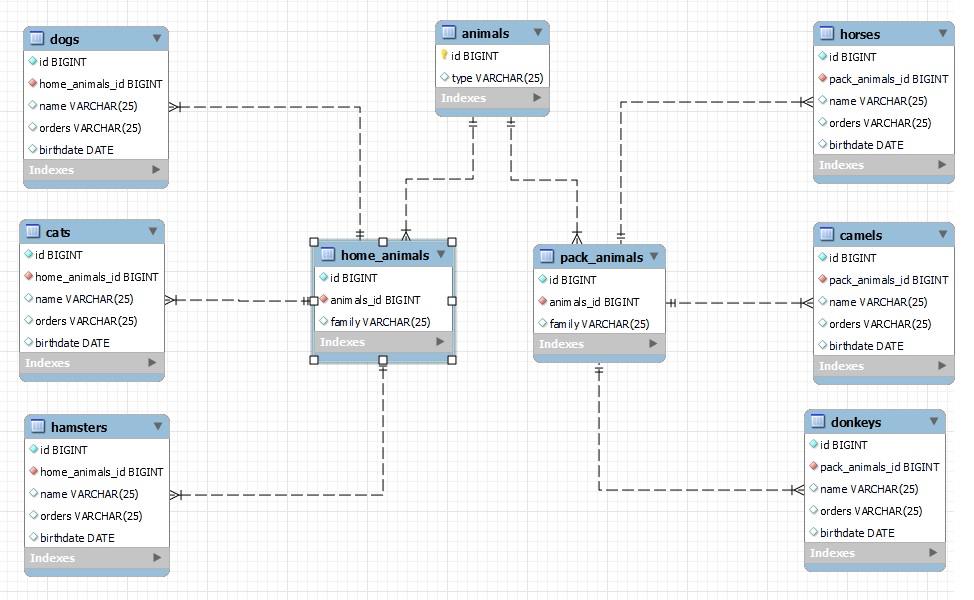 dogs
id BIGINT
home_animals_id BIGINT
name VARCHAR(25)
orders VARCHAR(25)
birthdate DATE
Indexes
animals
id BIGINT
type VARCHAR(25)
Indexes
horses
id BIGINT
pack_animals_id BIGINT
name VARCHAR(25)
orders VARCHAR(25)
birthdate DATE
Indexes
cats
id BIGINT
home_animals_id BIGINT
name VARCHAR(25)
orders VARCHAR(25)
birthdate DATE
Indexes
home_animals
id BIGINT
animals_id BIGINT
family VARCHAR(25)
Indexes
pack_animals
id BIGINT
animals_id BIGINT
family VARCHAR(25)
Indexes
camels
id BIGINT
pack_animals_id BIGINT
name VARCHAR(25)
orders VARCHAR(25)
birthdate DATE
Indexes
hamsters
id BIGINT
home_animals_id BIGINT
name VARCHAR(25)
orders VARCHAR(25)
birthdate DATE
Indexes
donkeys
id BIGINT
pack_animals_id BIGINT
name VARCHAR(25)
orders VARCHAR(25)
birthdate DATE
Indexes